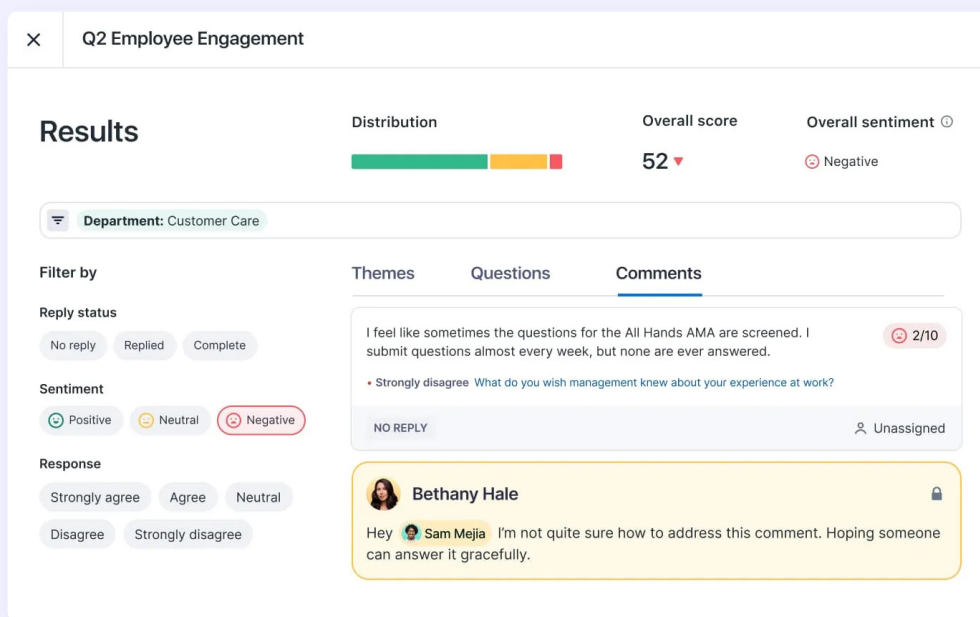 Q2 Employee Engagement
Results
Distribution
Overall score
Overall sentiment
52
Negative
Department: Customer Care
Filter by
Reply status
No reply
Replied
Complete
Sentiment
Positive
Neutral
Negative
Response
Strongly agree
Agree
Neutral
Disagree
Strongly disagree
Themes
Questions
Comments
I feel like sometimes the questions for the All Hands AMA are screened. I
submit questions almost every week, but none are ever answered.
2/10
• Strongly disagree What do you wish management knew about your experience at work?
NO REPLY
Unassigned
Bethany Hale
Hey Sam Mejia I’m not quite sure how to address this comment. Hoping someone
can answer it gracefully.